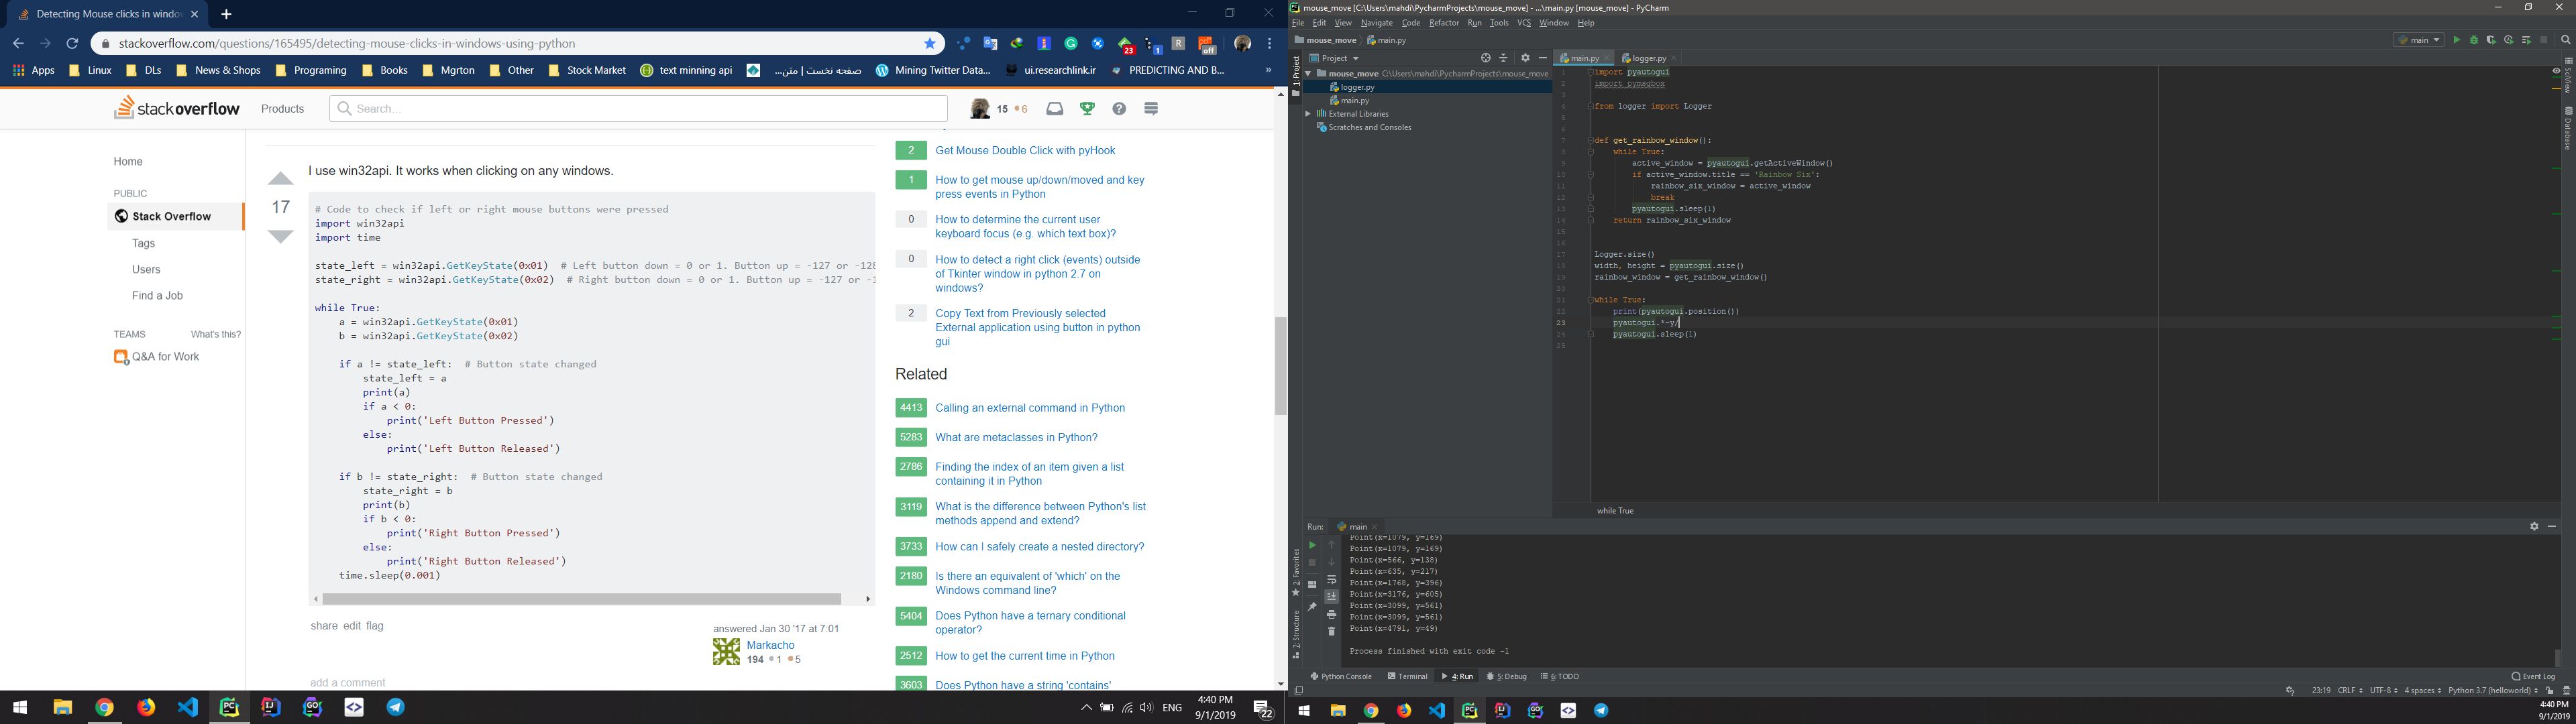 Detecting Mouse clicks in window
stackoverflow.com/questions/165495/detecting-mouse-clicks-in-windows-using-python
23
1
R
off
Apps
Linux
DLs
News & Shops
Programing
Books
Mgrton
Other
Stock Market
text minning api
صفحه نخست | متن...
Mining Twitter Data...
ui.researchlink.ir
PREDICTING AND B...
»
stackoverflow
Products
Search...
15 6
Home
PUBLIC
Stack Overflow
Tags
Users
Find a Job
TEAMS What's this?
Q&A for Work
17
I use win32api. It works when clicking on any windows.
# Code to check if left or right mouse buttons were pressed
import win32api
import time
state_left = win32api.GetKeyState(0x01)  # Left button down = 0 or 1. Button up = -127 or -128
state_right = win32api.GetKeyState(0x02)  # Right button down = 0 or 1. Button up = -127 or -1
while True:
    a = win32api.GetKeyState(0x01)
    b = win32api.GetKeyState(0x02)
    if a != state_left:  # Button state changed
        state_left = a
        print(a)
        if a < 0:
            print('Left Button Pressed')
        else:
            print('Left Button Released')
    if b != state_right:  # Button state changed
        state_right = b
        print(b)
        if b < 0:
            print('Right Button Pressed')
        else:
            print('Right Button Released')
    time.sleep(0.001)
share edit flag
answered Jan 30 '17 at 7:01
Markacho
194 1 5
add a comment
2 Get Mouse Double Click with pyHook
1 How to get mouse up/down/moved and key
press events in Python
0 How to determine the current user
keyboard focus (e.g. which text box)?
0 How to detect a right click (events) outside
of Tkinter window in python 2.7 on
windows?
2 Copy Text from Previously selected
External application using button in python
gui
Related
4413 Calling an external command in Python
5283 What are metaclasses in Python?
2786 Finding the index of an item given a list
containing it in Python
3119 What is the difference between Python's list
methods append and extend?
3733 How can I safely create a nested directory?
2180 Is there an equivalent of 'which' on the
Windows command line?
5404 Does Python have a ternary conditional
operator?
2512 How to get the current time in Python
3603 Does Python have a string 'contains'
ENG
4:40 PM
9/1/2019
22
mouse_move [C:\Users\mahdi\PycharmProjects\mouse_move] - ...\main.py [mouse_move] - PyCharm
File Edit View Navigate Code Refactor Run Tools VCS Window Help
mouse_move main.py
main
1: Project
Project
mouse_move C:\Users\mahdi\PycharmProjects\mouse_move
logger.py
main.py
External Libraries
Scratches and Consoles
main.py
logger.py
1 import pyautogui
2 import pymsgbox
3
4 from logger import Logger
5
6
7 def get_rainbow_window():
8     while True:
9         active_window = pyautogui.getActiveWindow()
10         if active_window.title == 'Rainbow Six':
11             rainbow_six_window = active_window
12             break
13         pyautogui.sleep(1)
14     return rainbow_six_window
15
16
17 Logger.size()
18 width, height = pyautogui.size()
19 rainbow_window = get_rainbow_window()
20
21 while True:
22     print(pyautogui.position())
23     pyautogui.*-y/
24     pyautogui.sleep(1)
25
while True
SciView
Database
Run: main
Point(x=1079, y=169)
Point(x=1079, y=169)
Point(x=566, y=138)
Point(x=635, y=217)
Point(x=1768, y=396)
Point(x=3176, y=605)
Point(x=3099, y=561)
Point(x=3099, y=561)
Point(x=4791, y=49)
Process finished with exit code -1
2: Favorites
7: Structure
Python Console
Terminal
4: Run
5: Debug
6: TODO
Event Log
23:19 CRLF UTF-8 4 spaces Python 3.7 (helloworld)
4:40 PM
9/1/2019